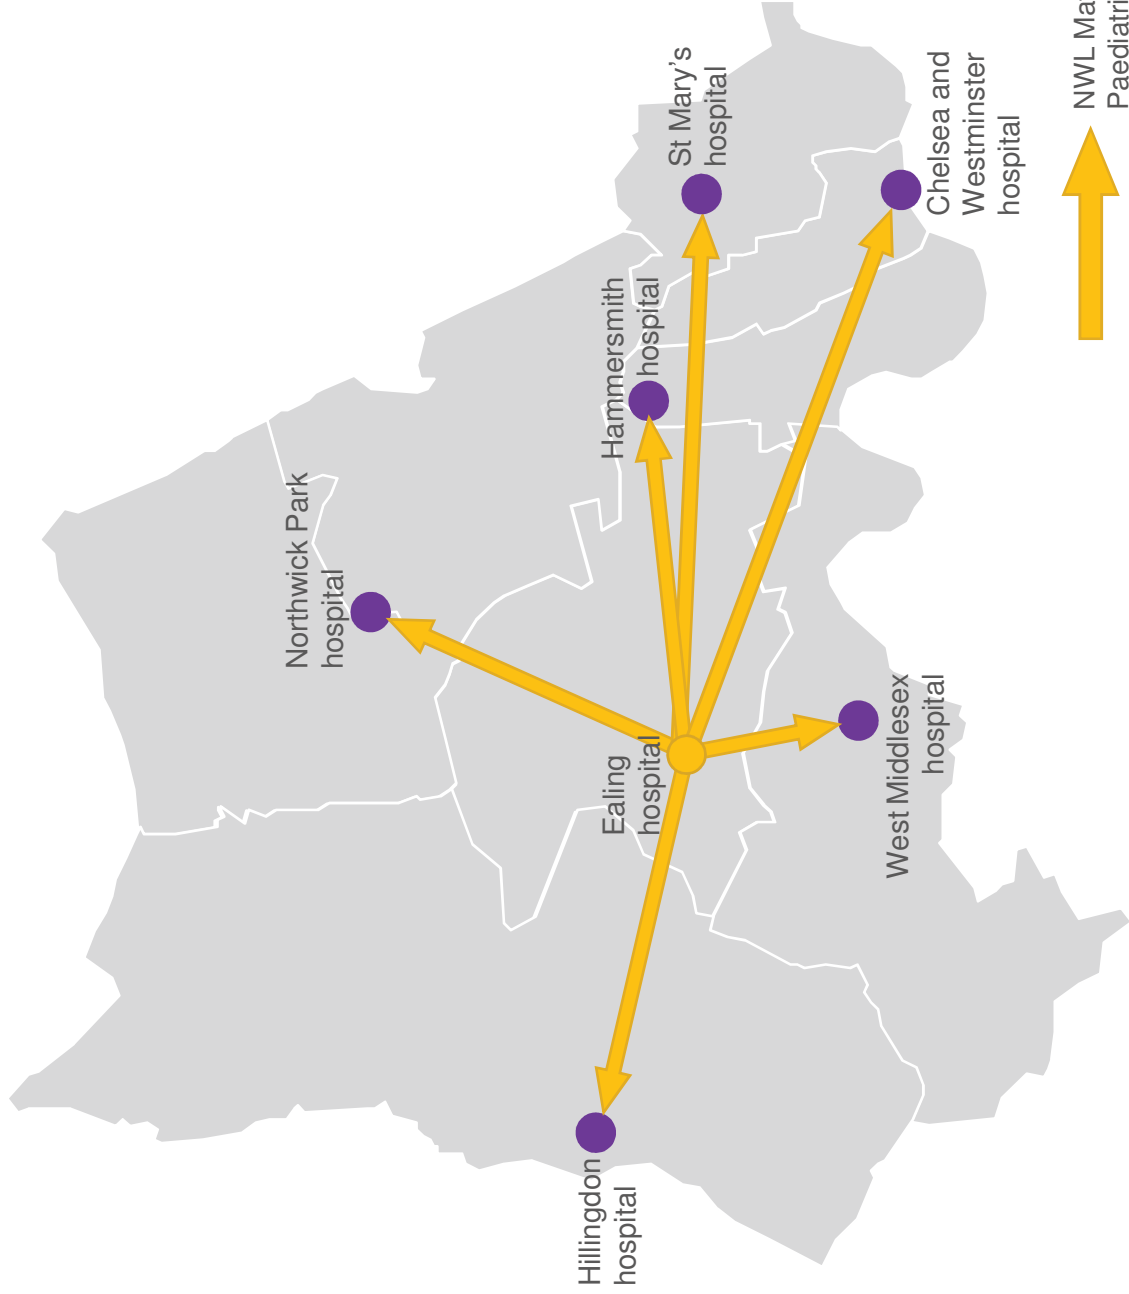 Northwick Park
hospital
Hammersmith
hospital
St Mary’s
hospital
Ealing
hospital
Hillingdon
hospital
West Middlesex
hospital
Chelsea and
Westminster
hospital
NWL